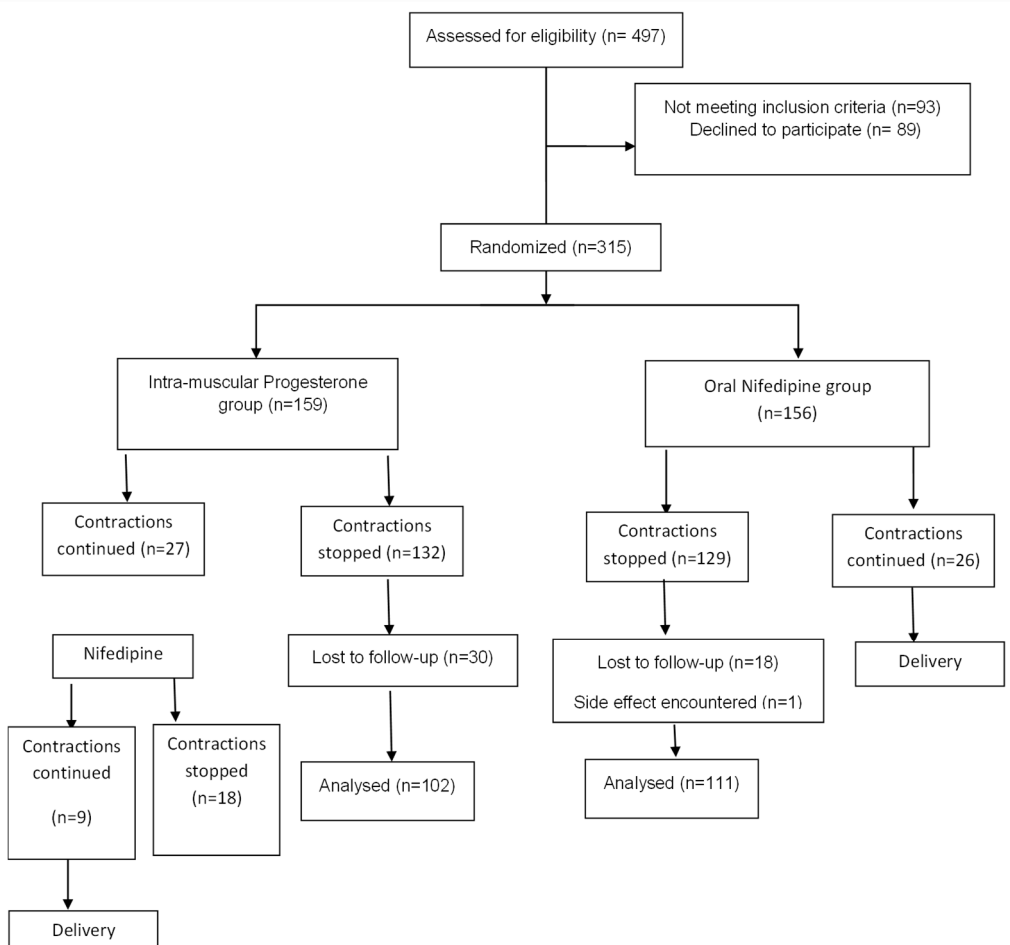 Assessed for eligibility (n= 497)
Not meeting inclusion criteria (n=93)
Declined to participate (n= 89)
Randomized (n=315)
Intra-muscular Progesterone
group (n=159)
Oral Nifedipine group
(n=156)
Contractions
continued (n=27)
Contractions
stopped (n=132)
Contractions
stopped (n=129)
Contractions
continued (n=26)
Nifedipine
Lost to follow-up (n=30)
Lost to follow-up (n=18)
Side effect encountered (n=1)
Delivery
Contractions
continued
(n=9)
Contractions
stopped
(n=18)
Analysed (n=102)
Analysed (n=111)
Delivery